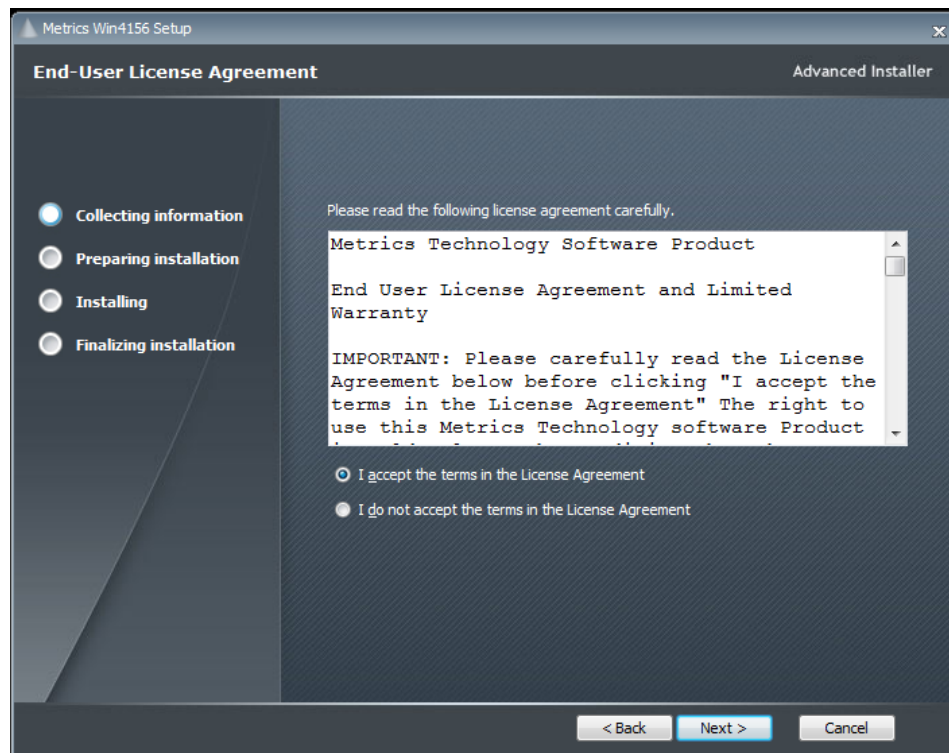 Metrics Win4156 Setup
End-User License Agreement
Advanced Installer
Collecting information
Preparing installation
Installing
Finalizing installation
Please read the following license agreement carefully.
Metrics Technology Software Product
End User License Agreement and Limited
Warranty
IMPORTANT: Please carefully read the License
Agreement below before clicking "I accept the
terms in the License Agreement" The right to
use this Metrics Technology software Product
I accept the terms in the License Agreement
I do not accept the terms in the License Agreement
< Back
Next >
Cancel